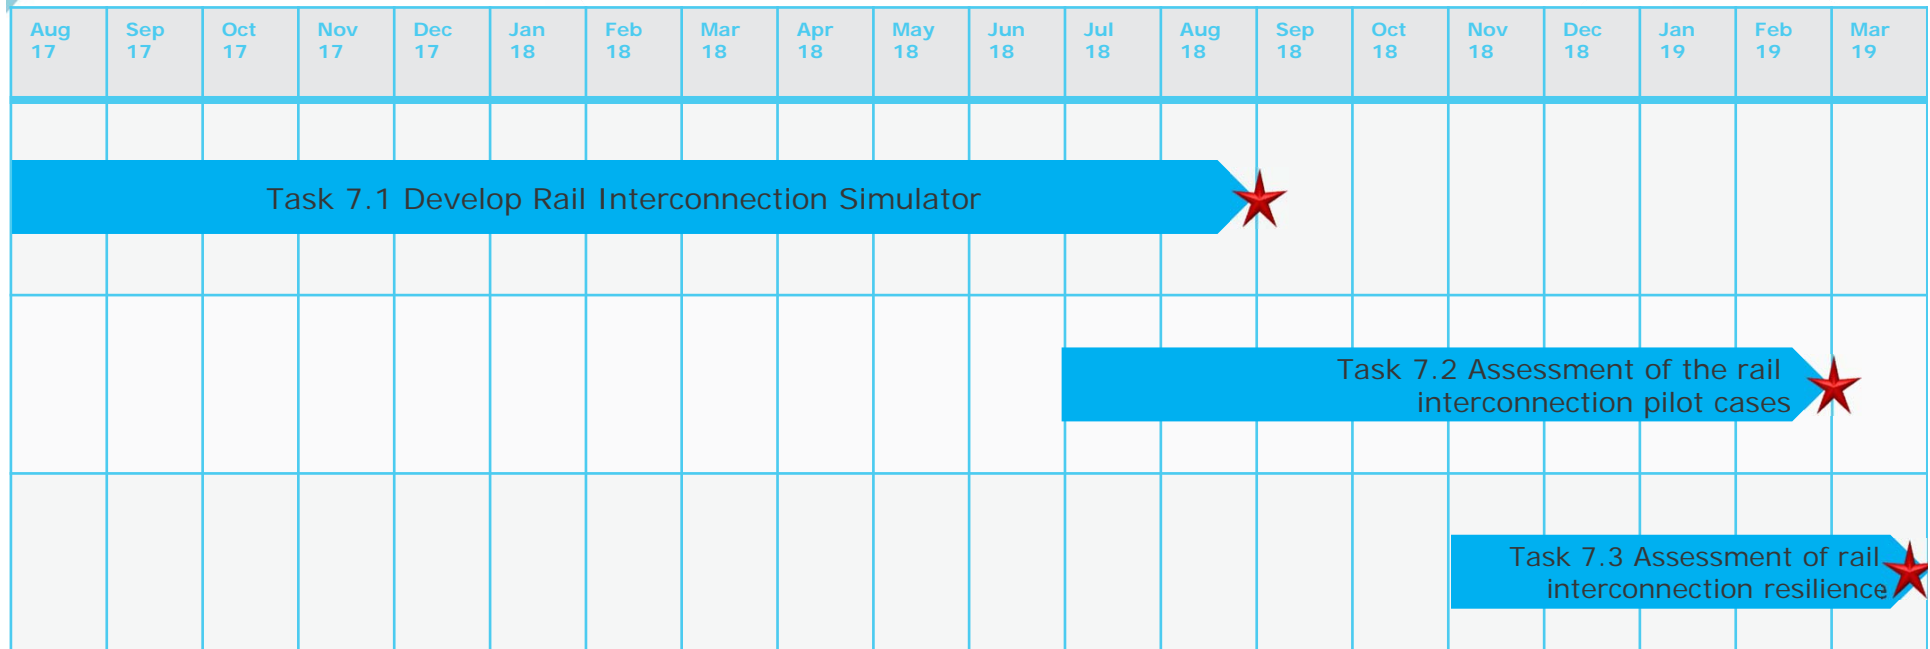 Aug Sep Oct Nov Dec Jan Feb Mar Apr May Jun Jul Aug Sep Oct Nov Dec Jan Feb Mar
17 17 17 17 17 18 18 18 18 18 18 18 18 18 18 18 18 19 19 19
Task 7.1 Develop Rail Interconnection Simulator
Task 7.2 Assessment of the rail
interconnection pilot cases
Task 7.3 Assessment of rail
interconnection resilience